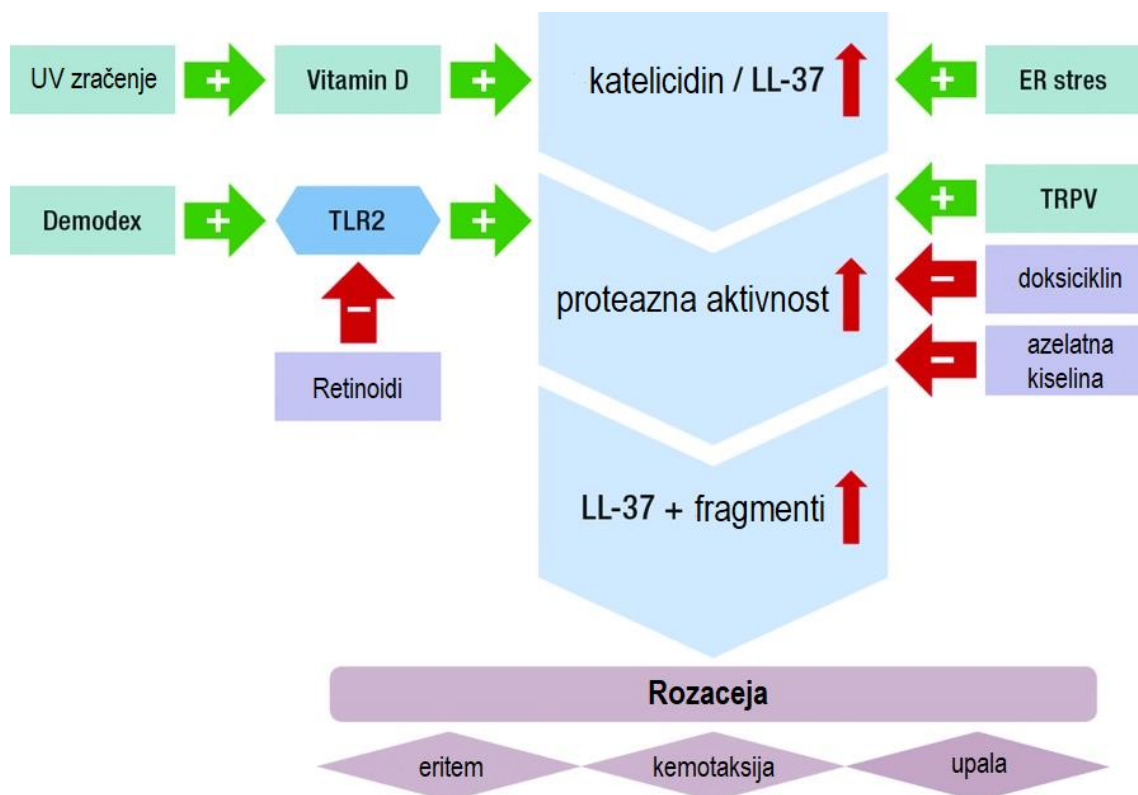 UV zračenje
+
Vitamin D
+
katelicidin / LL-37
+
ER stres
Demodex
+
TLR2
+
+
TRPV
–
Retinoidi
proteazna aktivnost
–
doksiciklin
–
azelatna
kiselina
LL-37 + fragmenti
Rozaceja
eritem
kemotaksija
upala